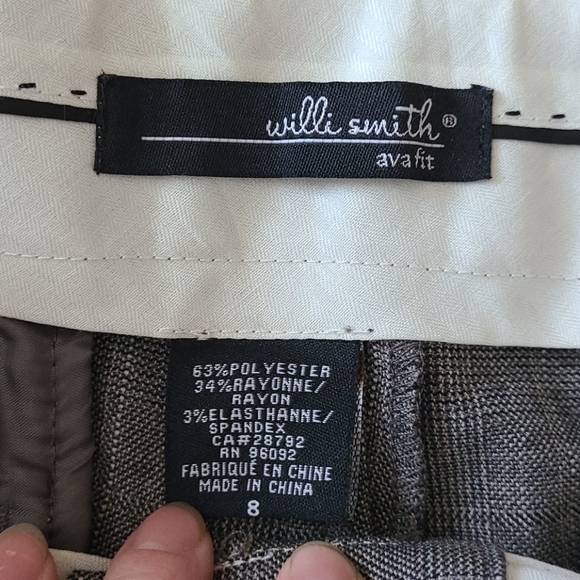 willi smith®
ava fit
63%POLYESTER
34%RAYONNE/
RAYON
3%ELASTHANNE/
SPANDEX
CA#28792
RN 96092
FABRIQUÉ EN CHINE
MADE IN CHINA
8